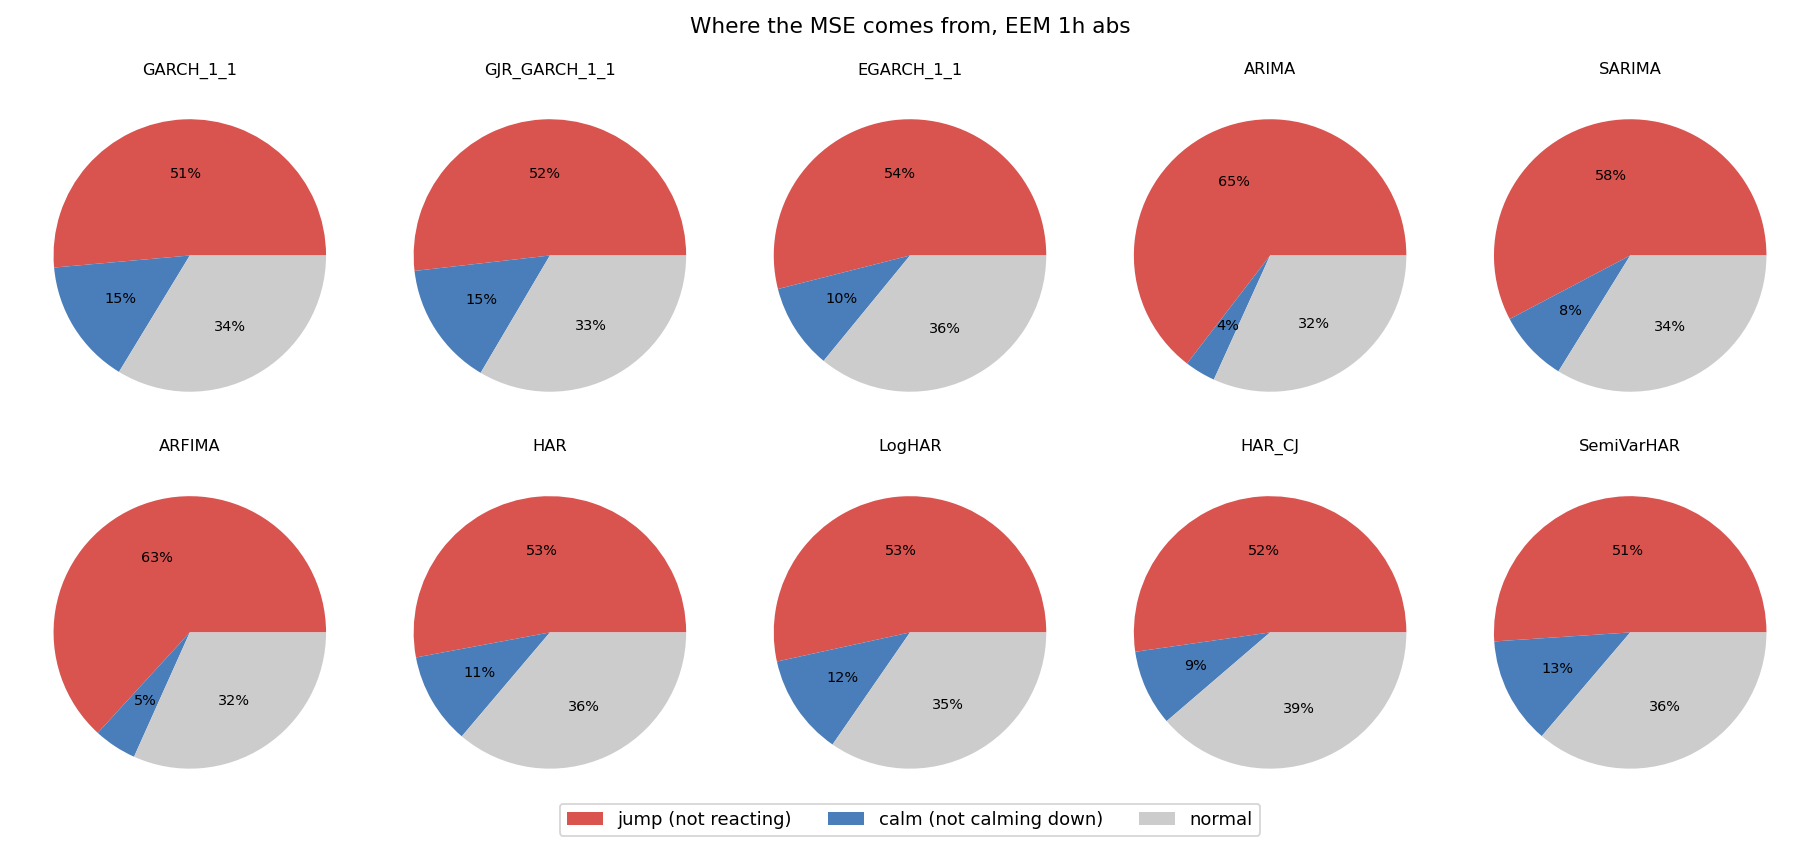 Where the MSE comes from, EEM 1h abs
GARCH_1_1
GJR_GARCH_1_1
EGARCH_1_1
ARIMA
SARIMA
51%
15%
34%
52%
15%
33%
54%
10%
36%
65%
4%
32%
58%
8%
34%
ARFIMA
HAR
LogHAR
HAR_CJ
SemiVarHAR
63%
5%
32%
53%
11%
36%
53%
12%
35%
52%
9%
39%
51%
13%
36%
jump (not reacting)
calm (not calming down)
normal